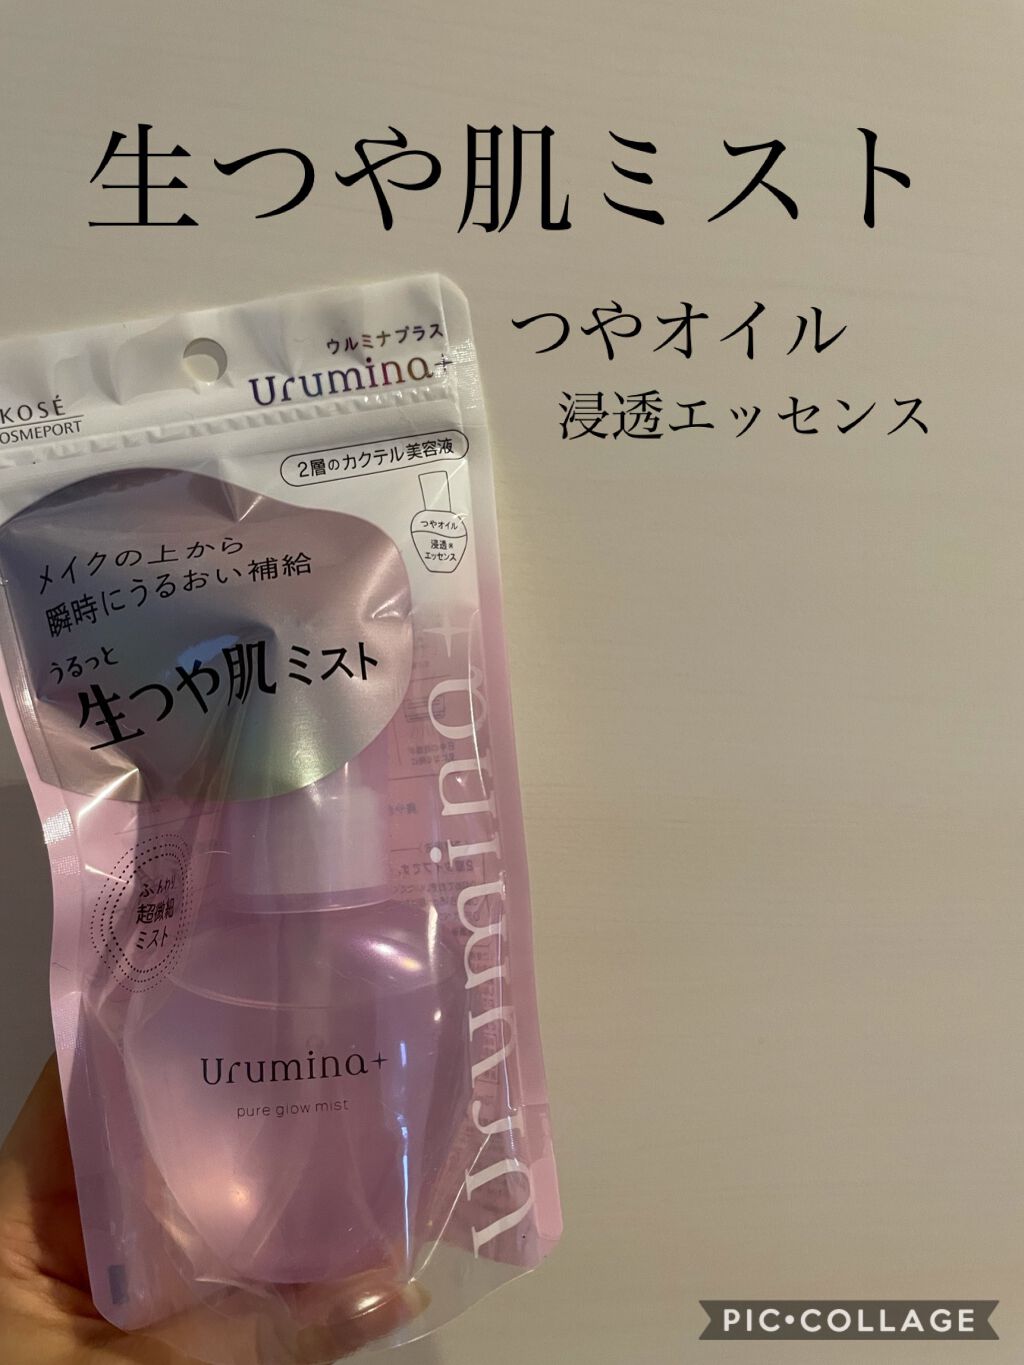 生つや肌ミスト
つやオイル
浸透エッセンス
ウルミナプラス
Urumina+
KOSÉ
OSMEPORT
2層のカクテル美容液
つやオイル
浸透※
エッセンス
メイクの上から
瞬時にうるおい補給
うるっと
生つや肌ミスト
ふんわり
超微細
ミスト
Urumina+
Urumina+
pure glow mist
PIC•COLLAGE